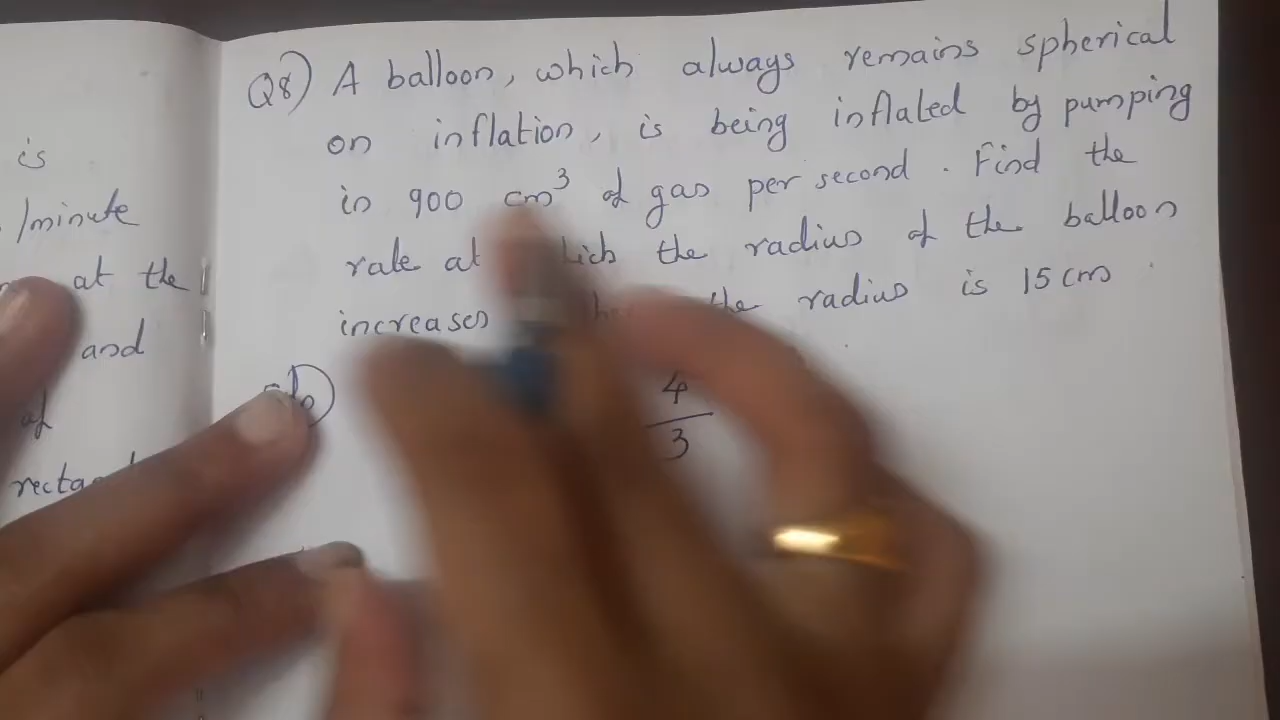 is
/minute
at the
and
of
Q8) A balloon, which always remains spherical
on inflation, is being inflated by pumping
in 900 cm³ of gas per second. Find the
rate at the radius of the balloon
increases the radius is 15 cm
4
3